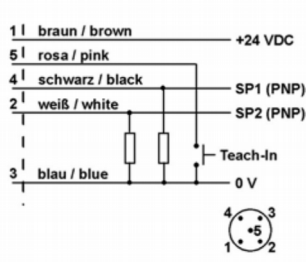 1 braun / brown +24 VDC
5 rosa / pink
4 schwarz / black SP1 (PNP)
2 weiß / white SP2 (PNP)
Teach-In
3 blau / blue 0 V
4 3
5
1 2